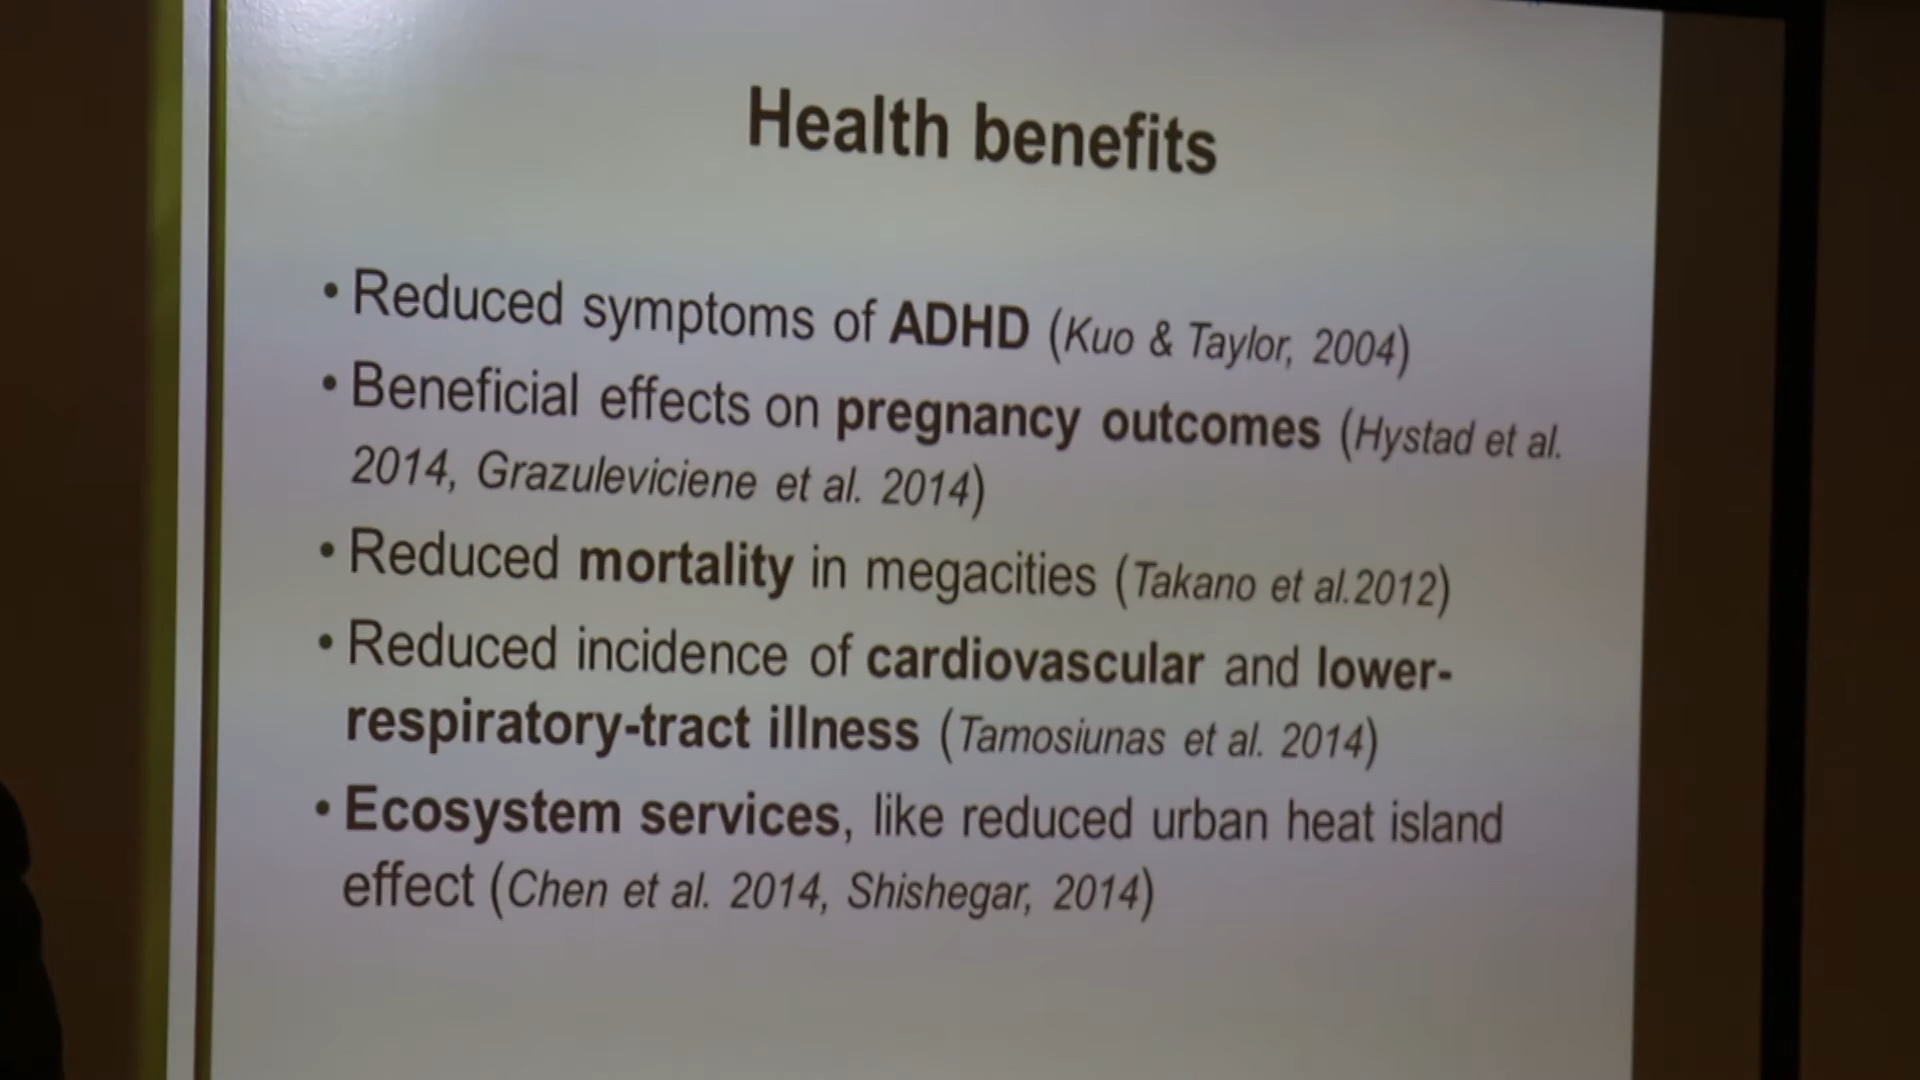 Health benefits
• Reduced symptoms of ADHD (Kuo & Taylor, 2004)
• Beneficial effects on pregnancy outcomes (Hystad et al.
2014, Grazuleviciene et al. 2014)
• Reduced mortality in megacities (Takano et al.2012)
• Reduced incidence of cardiovascular and lower-
respiratory-tract illness (Tamosiunas et al. 2014)
• Ecosystem services, like reduced urban heat island
effect (Chen et al. 2014, Shishegar, 2014)